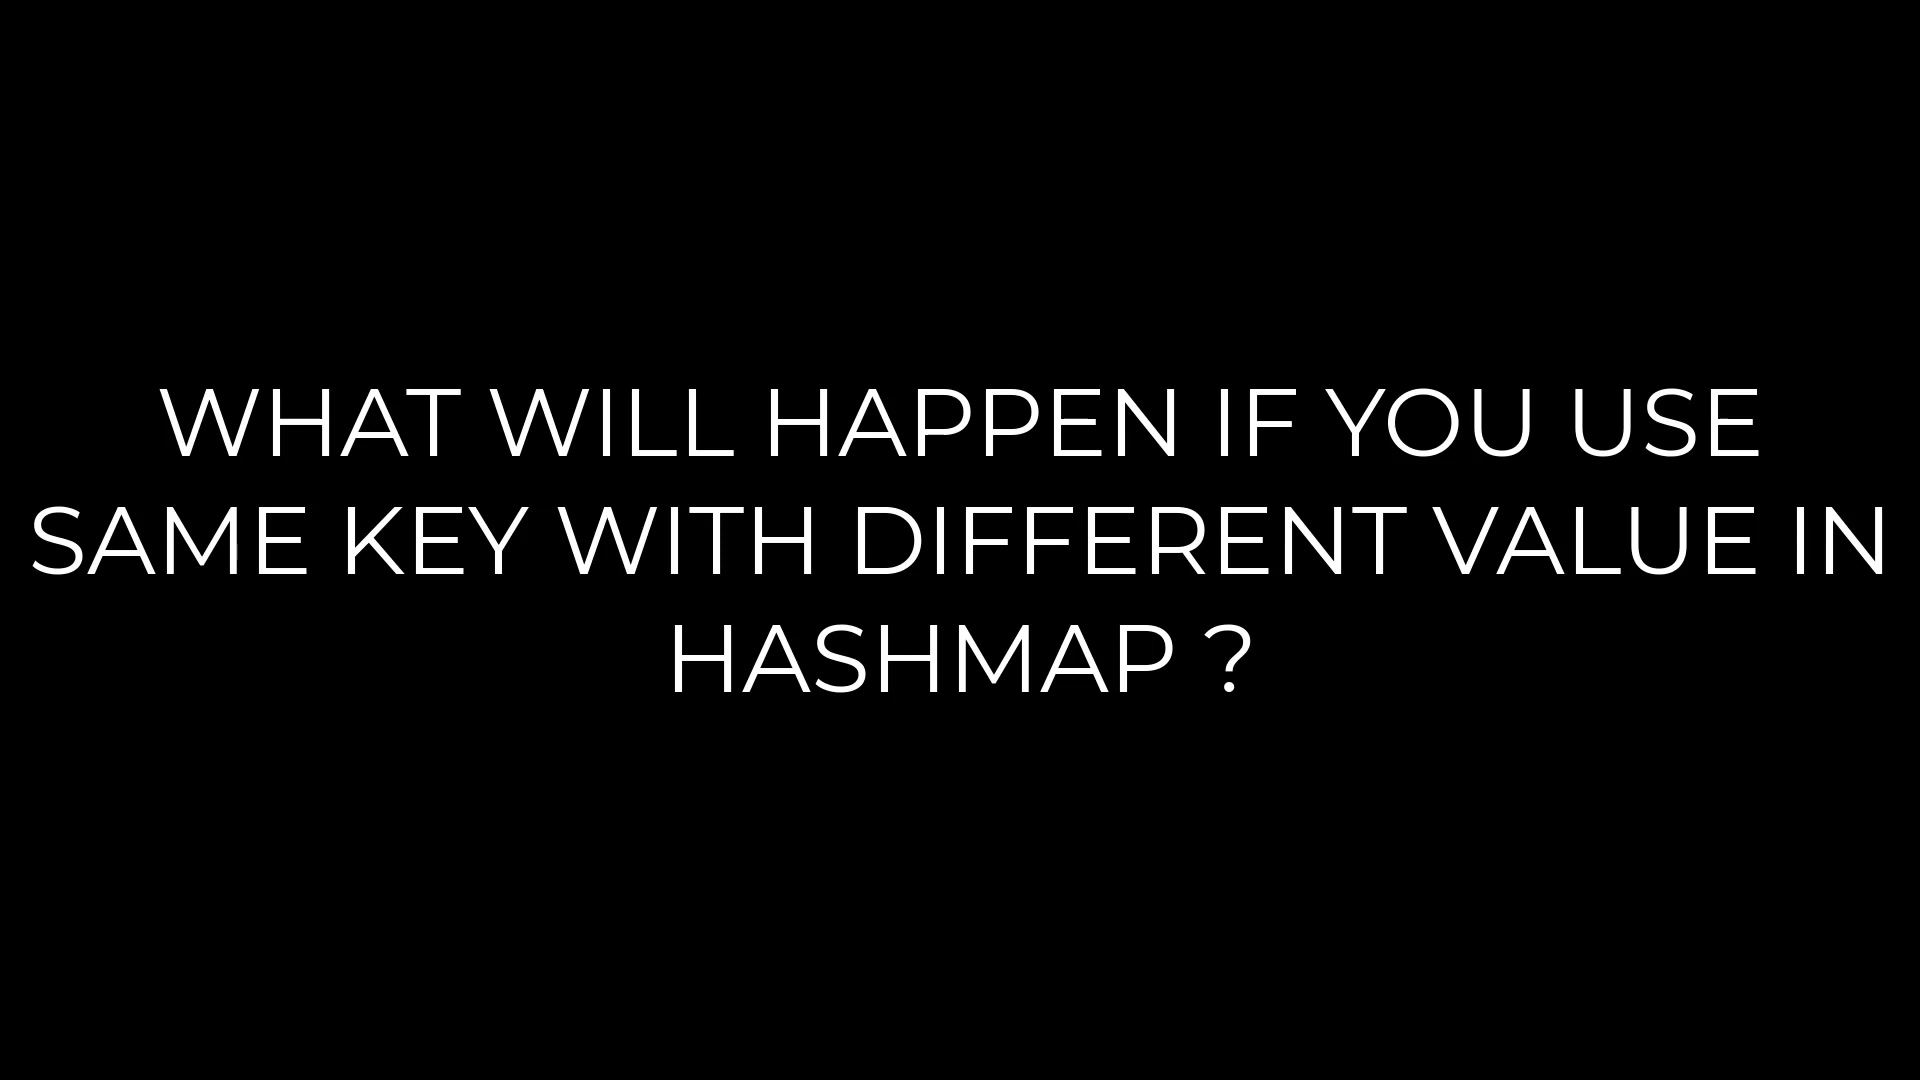 WHAT WILL HAPPEN IF YOU USE
SAME KEY WITH DIFFERENT VALUE IN
HASHMAP ?